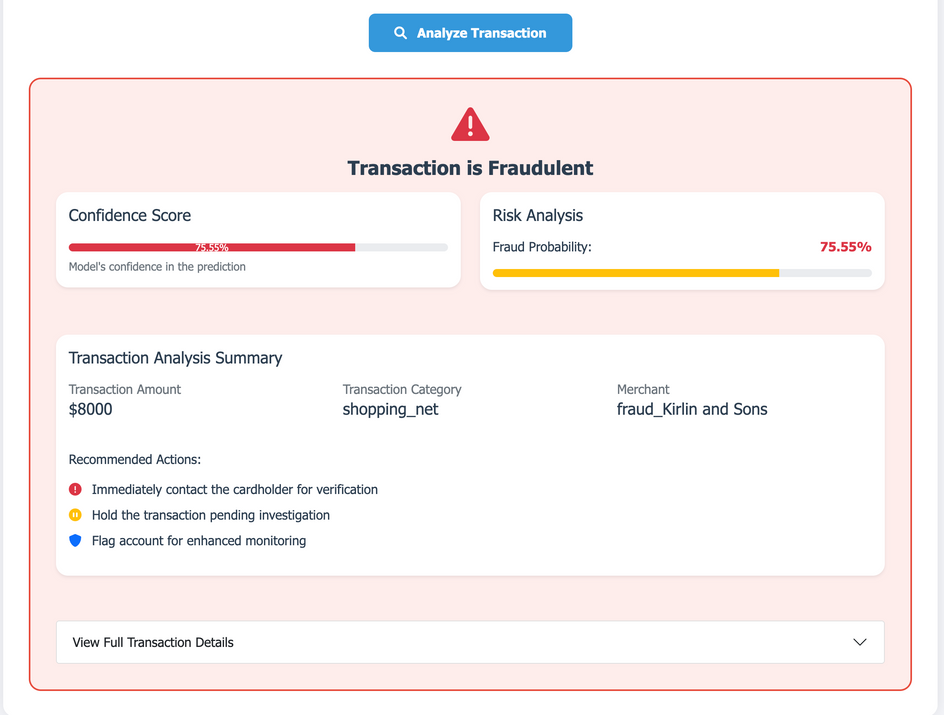 Analyze Transaction
Transaction is Fraudulent
Confidence Score
75.55%
Model's confidence in the prediction
Risk Analysis
Fraud Probability: 75.55%
Transaction Analysis Summary
Transaction Amount
$8000
Transaction Category
shopping_net
Merchant
fraud_Kirlin and Sons
Recommended Actions:
Immediately contact the cardholder for verification
Hold the transaction pending investigation
Flag account for enhanced monitoring
View Full Transaction Details